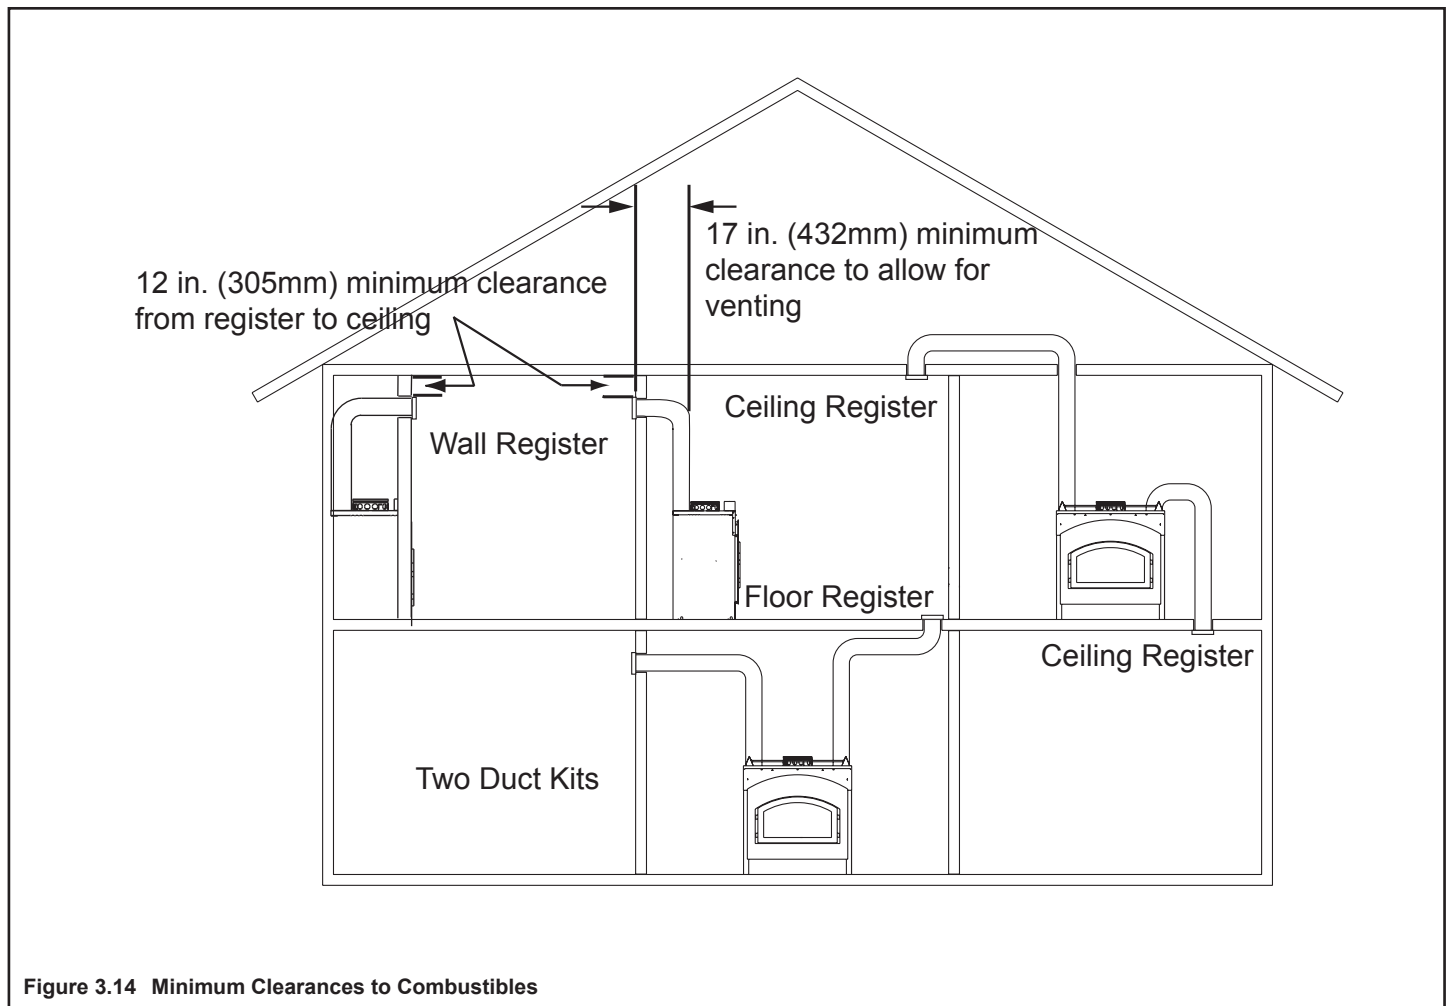 17 in. (432mm) minimum
clearance to allow for
venting
12 in. (305mm) minimum clearance
from register to ceiling
Ceiling Register
Wall Register
Floor Register
Ceiling Register
Two Duct Kits
Figure 3.14 Minimum Clearances to Combustibles